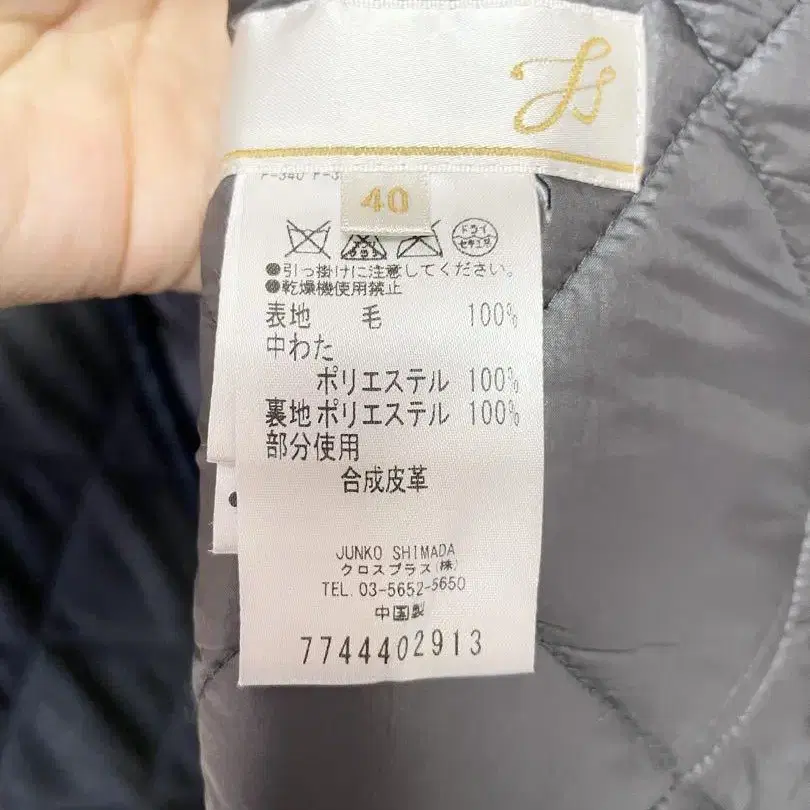 Js
40
ドライ
セキユ系
●引っ掛けに注意してください。
●乾燥機使用禁止
表地 毛 100%
中わた
ポリエステル 100%
裏地 ポリエステル 100%
部分使用
合成皮革
JUNKO SHIMADA
クロスプラス(株)
TEL. 03-5652-5650
中国製
7744402913